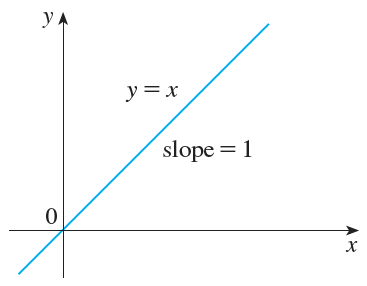 y
y = x
slope = 1
0
x